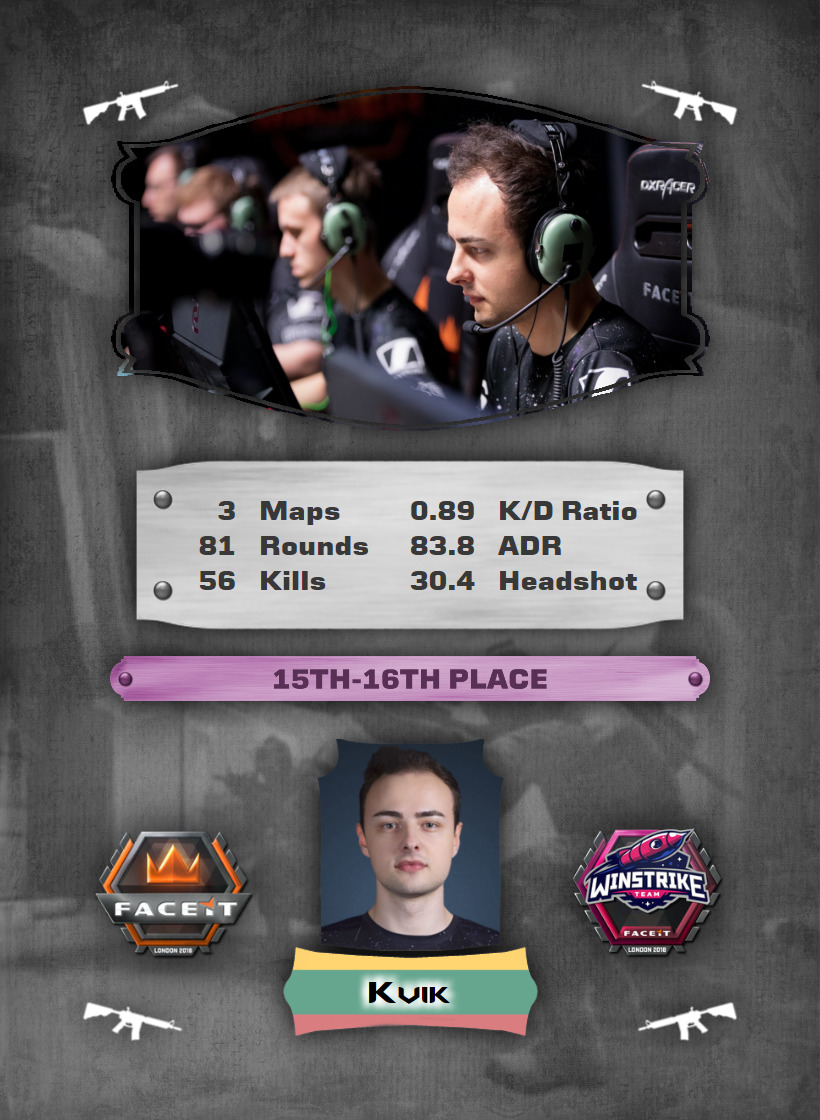 DXRACER
FACE
3 Maps 0.89 K/D Ratio
81 Rounds 83.8 ADR
56 Kills 30.4 Headshot
15TH-16TH PLACE
FACEIT
LONDON 2018
WINSTRIKE
TEAM
FACEIT
LONDON 2018
Kvik